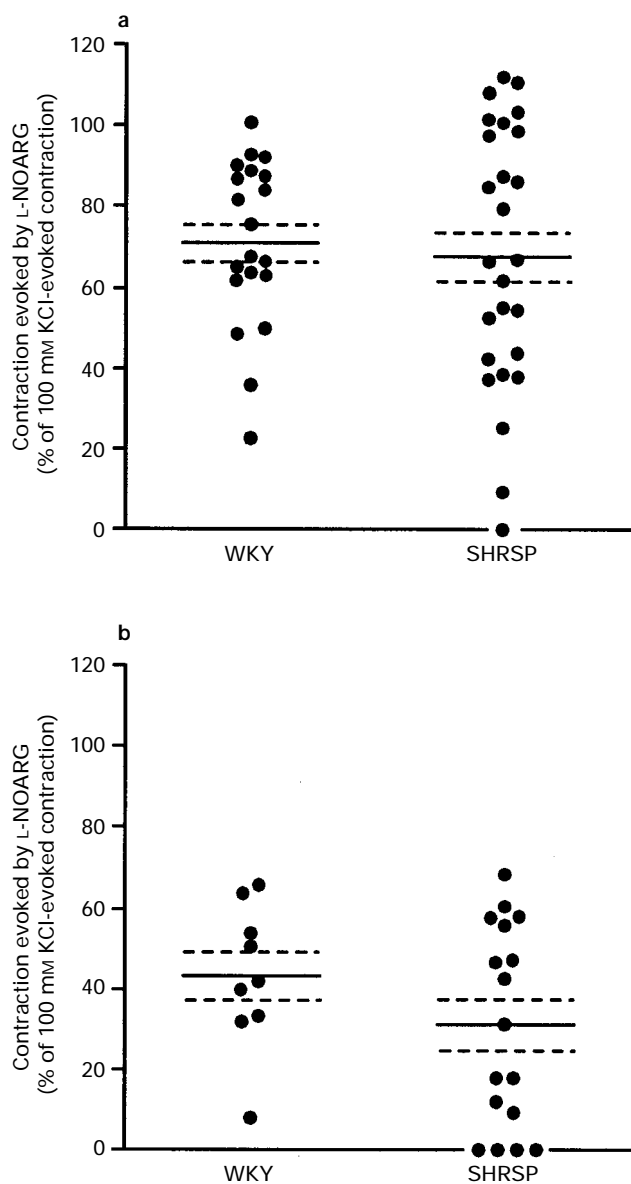 a
Contraction evoked by L-NOARG
(% of 100 mM KCl-evoked contraction)
120
100
80
60
40
20
0
WKY SHRSP
b
Contraction evoked by L-NOARG
(% of 100 mM KCl-evoked contraction)
120
100
80
60
40
20
0
WKY SHRSP